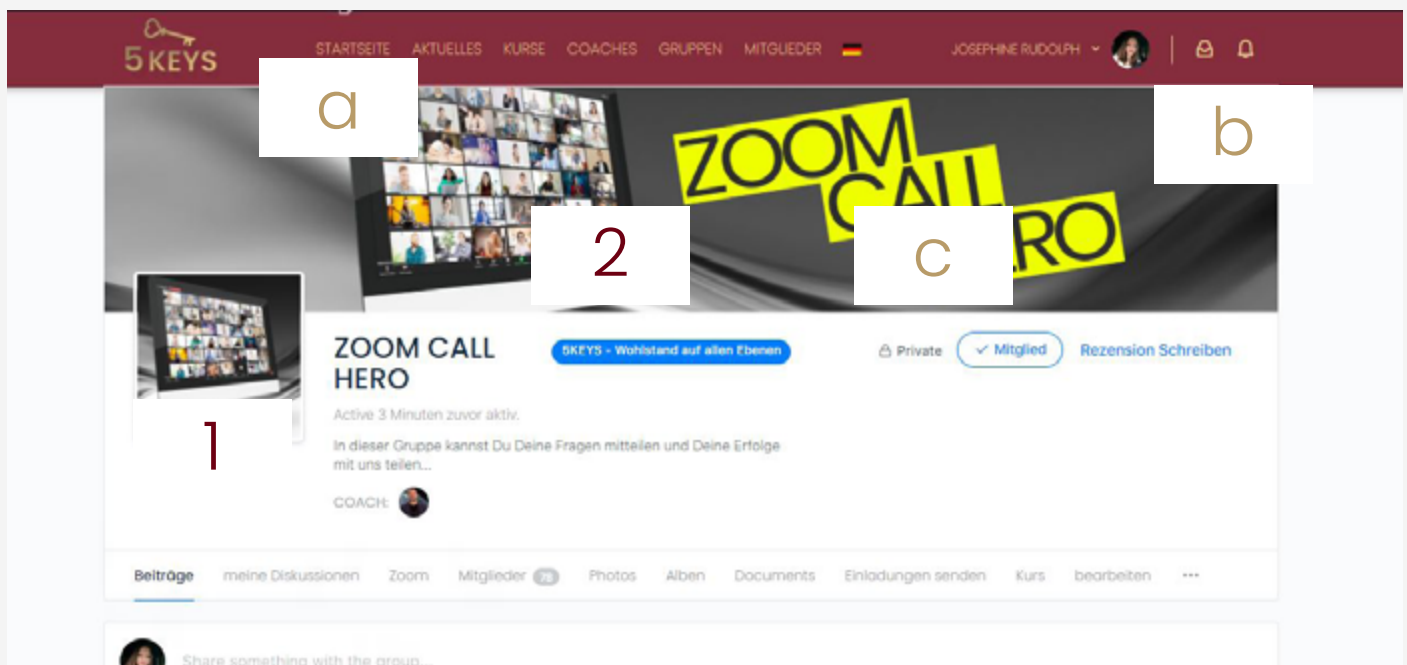 5 KEYS
STARTSEITE AKTUELLES KURSE COACHES GRUPPEN MITGLIEDER
JOSEPHINE RUDOLPH
a
b
ZOOM
CALL
RO
2
c
1
ZOOM CALL
HERO
5KEYS - Wohlstand auf allen Ebenen
Private
Mitglied
Rezension Schreiben
Active 3 Minuten zuvor aktiv.
In dieser Gruppe kannst Du Deine Fragen mitteilen und Deine Erfolge
mit uns teilen...
COACH:
Beiträge meine Diskussionen Zoom Mitglieder 78 Photos Alben Documents Einladungen senden Kurs bearbeiten ...
Share something with the group...